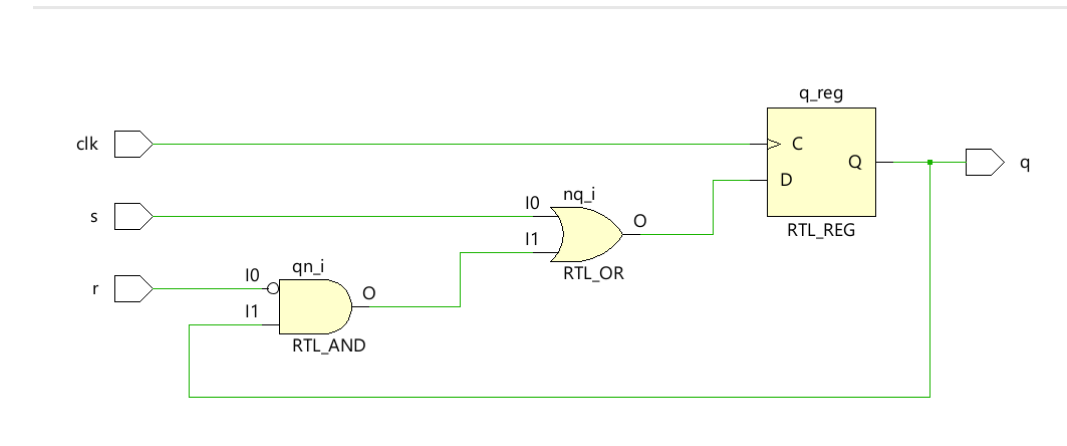 q_reg
clk
C
Q
q
D
nq_i
s
I0
O
I1
RTL_REG
qn_i
RTL_OR
r
I0
O
I1
RTL_AND